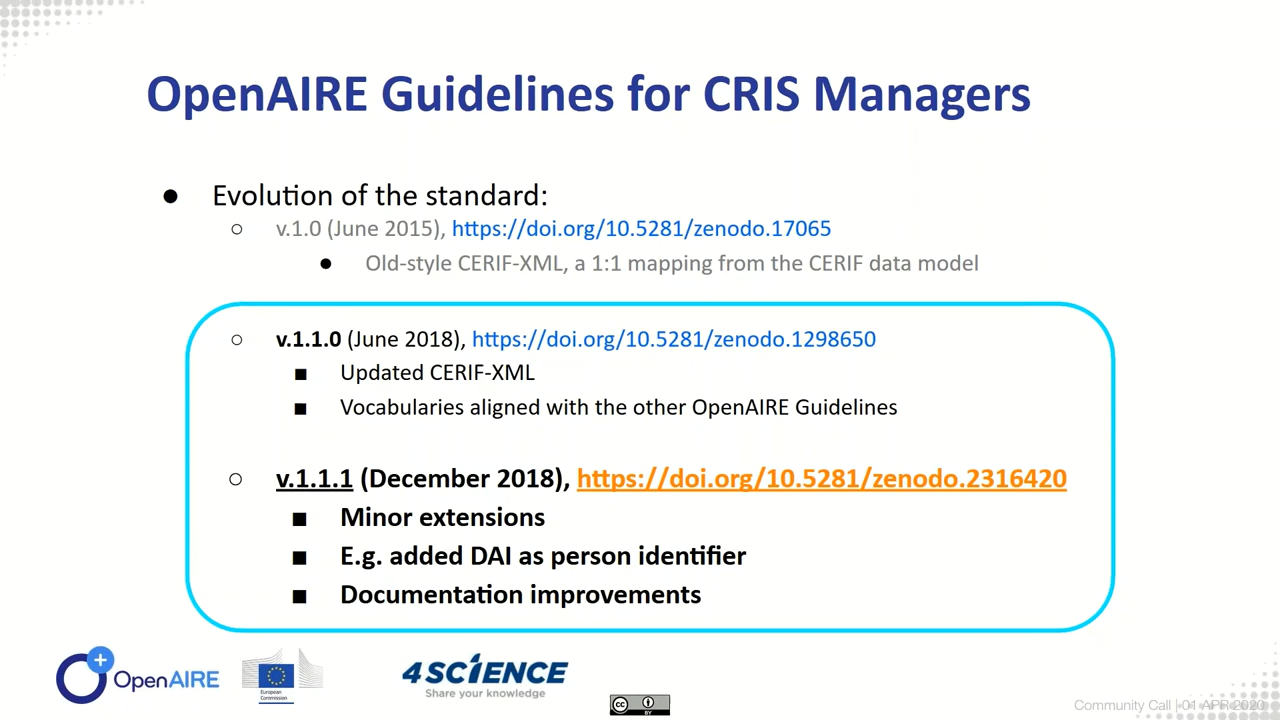 OpenAIRE Guidelines for CRIS Managers
● Evolution of the standard:
○ v.1.0 (June 2015), https://doi.org/10.5281/zenodo.17065
● Old-style CERIF-XML, a 1:1 mapping from the CERIF data model
○ v.1.1.0 (June 2018), https://doi.org/10.5281/zenodo.1298650
■ Updated CERIF-XML
■ Vocabularies aligned with the other OpenAIRE Guidelines
○ v.1.1.1 (December 2018), https://doi.org/10.5281/zenodo.2316420
■ Minor extensions
■ E.g. added DAI as person identifier
■ Documentation improvements
OpenAIRE
European
Commission
4SCIENCE
Share your knowledge
cc
BY
Community Call | 01 APR 2020